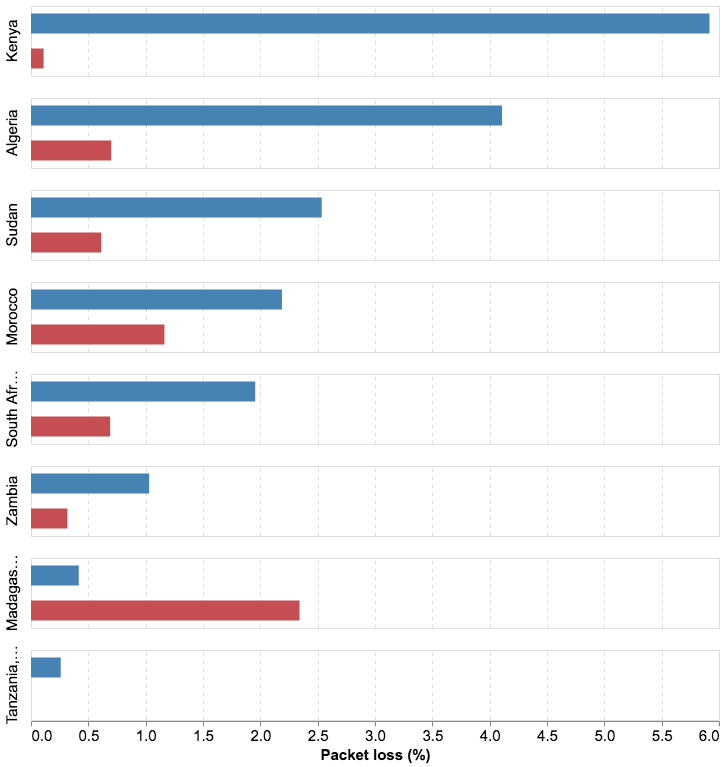 Kenya
Algeria
Sudan
Morocco
South Afr…
Zambia
Madagas…
Tanzania,…
0.0 0.5 1.0 1.5 2.0 2.5 3.0 3.5 4.0 4.5 5.0 5.5 6.0
Packet loss (%)